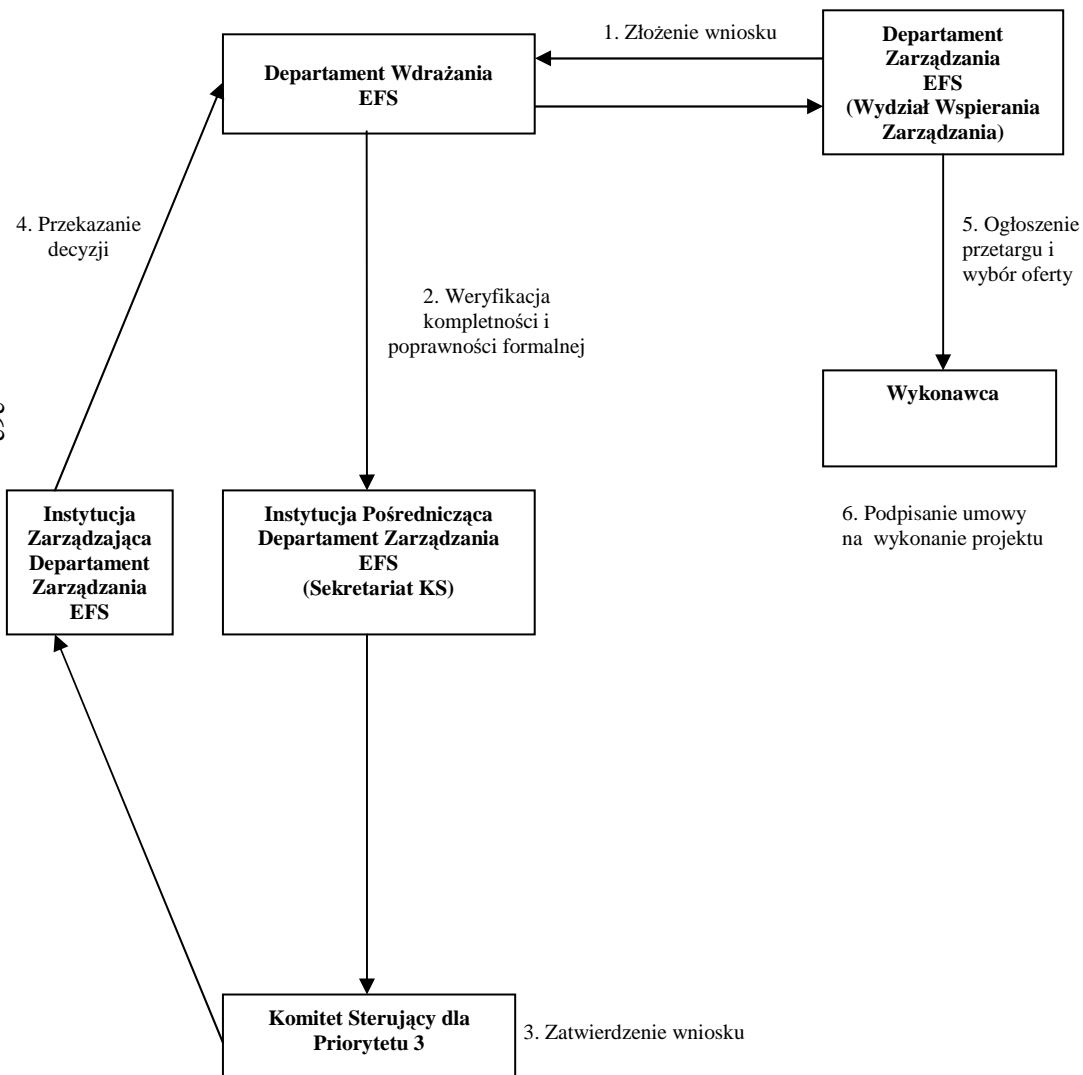 1. Złożenie wniosku
Departament Wdrażania
EFS
Departament
Zarządzania
EFS
(Wydział Wspierania
Zarządzania)
4. Przekazanie
decyzji
2. Weryfikacja
kompletności i
poprawności formalnej
5. Ogłoszenie
przetargu i
wybór oferty
Wykonawca
Instytucja
Zarządzająca
Departament
Zarządzania
EFS
Instytucja Pośrednicząca
Departament Zarządzania
EFS
(Sekretariat KS)
6. Podpisanie umowy
na wykonanie projektu
Komitet Sterujący dla
Priorytetu 3
3. Zatwierdzenie wniosku